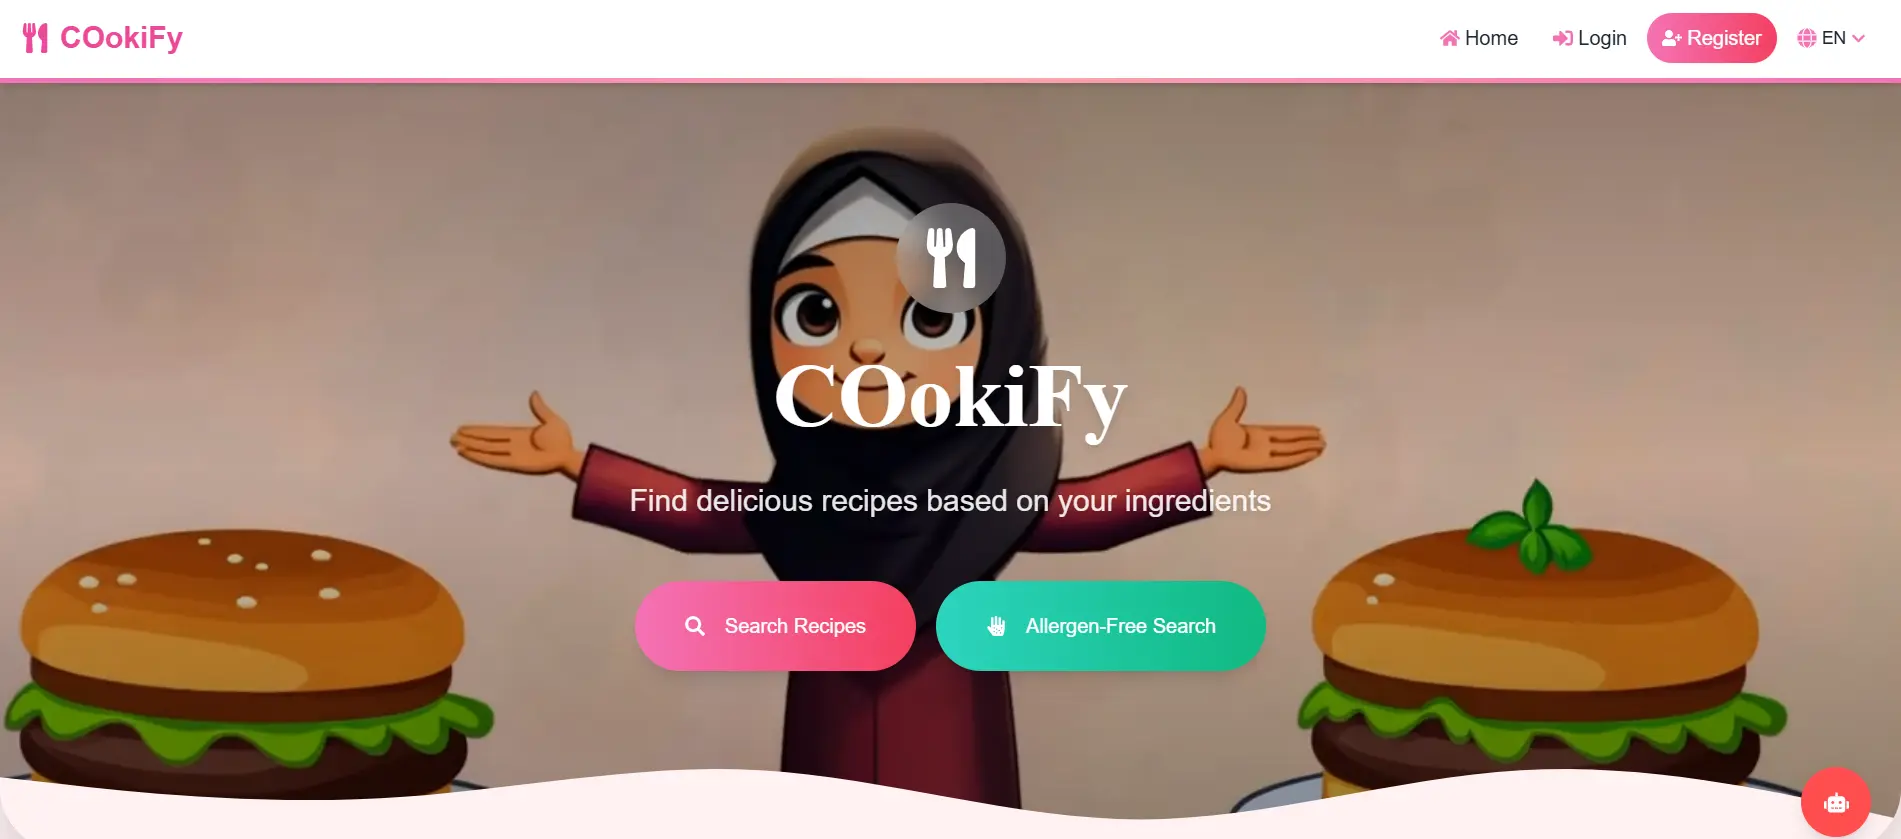 COokiFy
Home
Login
Register
EN
COokiFy
Find delicious recipes based on your ingredients
Search Recipes
Allergen-Free Search